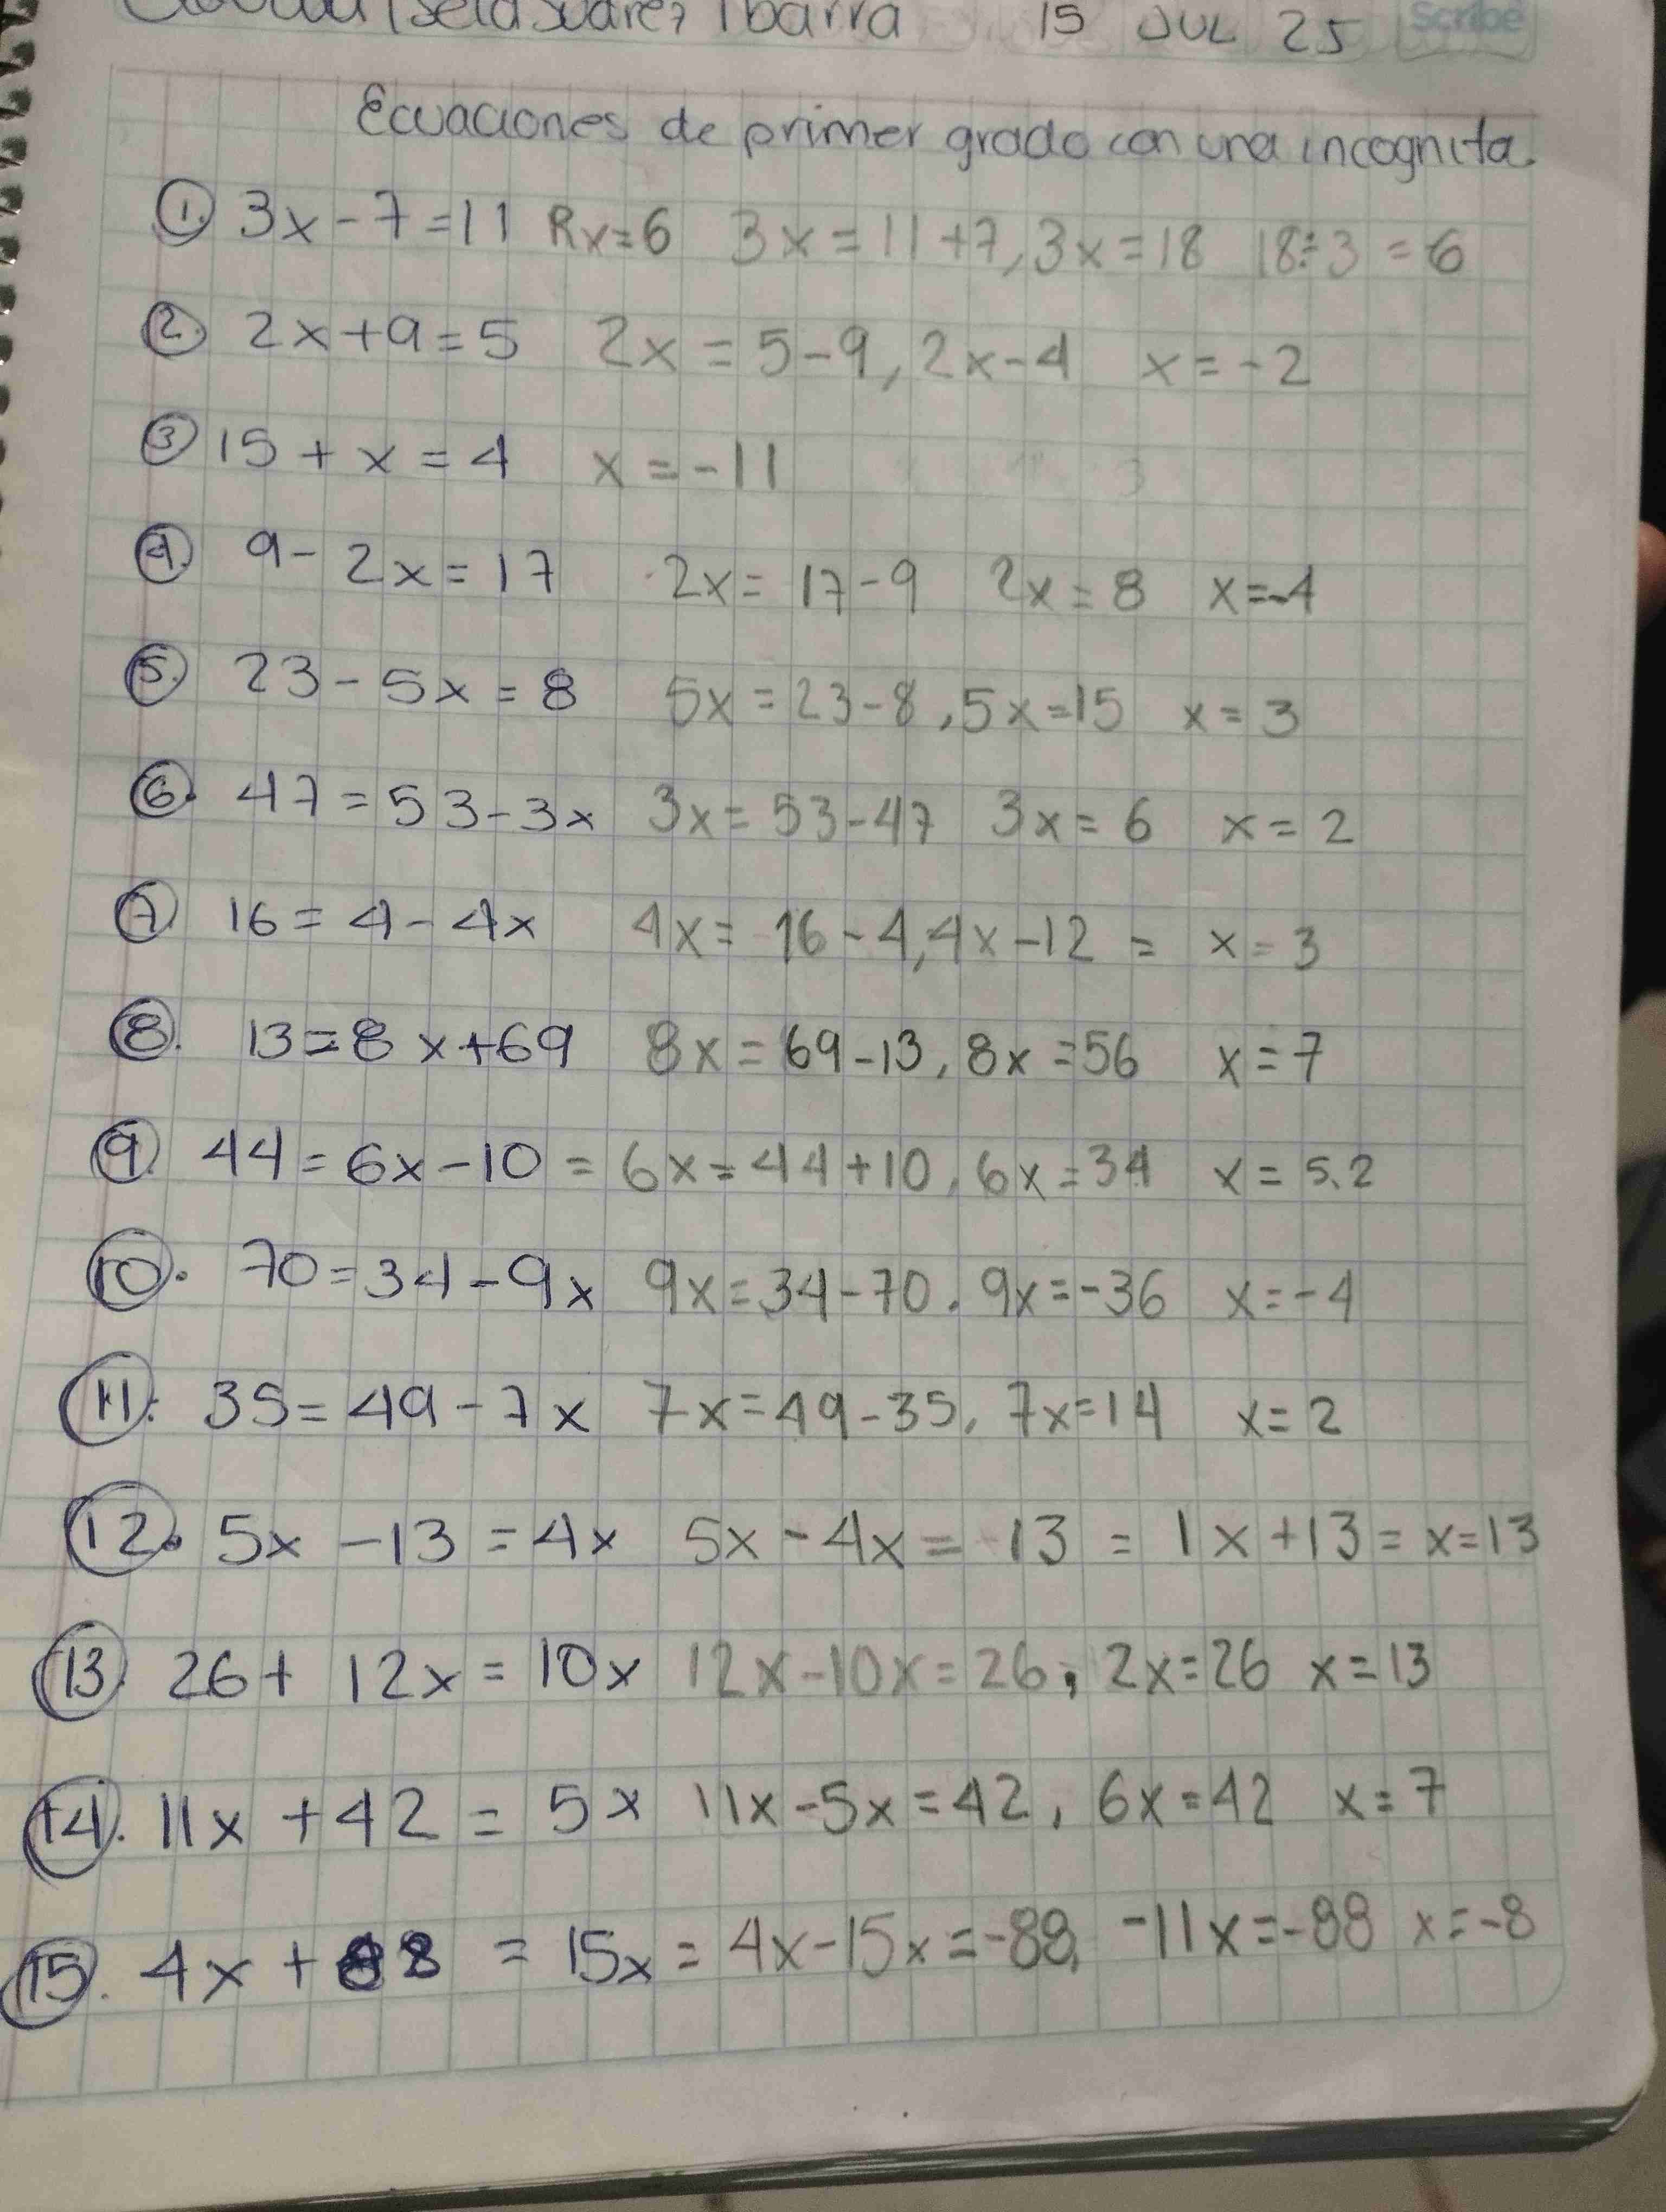 Isela Suarez Ibarra 15 JUL 25 Scribe
Ecuaciones de primer grado con una incognita.
1. 3x-7=11 Rx=6 3x=11+7, 3x=18 18÷3=6
2. 2x+9=5 2x=5-9, 2x-4 x=-2
3 15+x=4 x=-11
4. 9-2x=17 2x=17-9 2x=8 x=-4
5. 23-5x=8 5x=23-8, 5x=15 x=3
6. 47=53-3x 3x=53-47 3x=6 x=2
7. 16=4-4x 4x=16-4, 4x-12= x=3
8. 13=8x+69 8x=69-13, 8x=56 x=7
9. 44=6x-10=6x=44+10, 6x=34 x=5.2
10. 70=34-9x 9x=34-70. 9x=-36 x=-4
11. 35=49-7x 7x=49-35, 7x=14 x=2
12. 5x-13=4x 5x-4x=13=1x+13=x=13
13. 26+12x=10x 12x-10x=26, 2x=26 x=13
14. 11x+42=5x 11x-5x=42, 6x=42 x=7
15. 4x+88=15x=4x-15x=-88, -11x=-88 x=-8